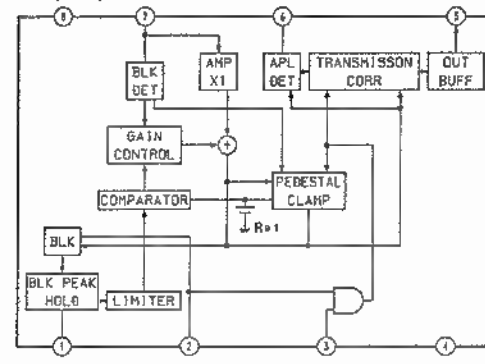 8 7 6 5
BLK DET
AMP X1
APL DET
TRANSMISSON CORR
OUT BUFF
GAIN CONTROL
+
COMPARATOR
PEDESTAL CLAMP
Ref
BLK
BLK PEAK HOLD
LIMITER
1 2 3 4